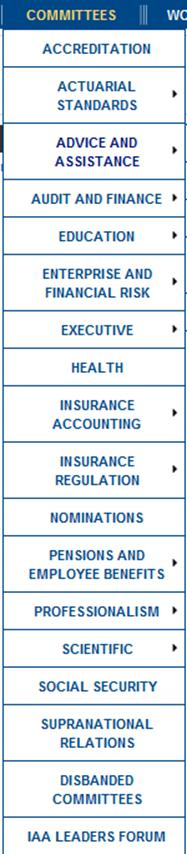 COMMITTEES
ACCREDITATION
ACTUARIAL
STANDARDS
ADVICE AND
ASSISTANCE
AUDIT AND FINANCE
EDUCATION
ENTERPRISE AND
FINANCIAL RISK
EXECUTIVE
HEALTH
INSURANCE
ACCOUNTING
INSURANCE
REGULATION
NOMINATIONS
PENSIONS AND
EMPLOYEE BENEFITS
PROFESSIONALISM
SCIENTIFIC
SOCIAL SECURITY
SUPRANATIONAL
RELATIONS
DISBANDED
COMMITTEES
IAA LEADERS FORUM